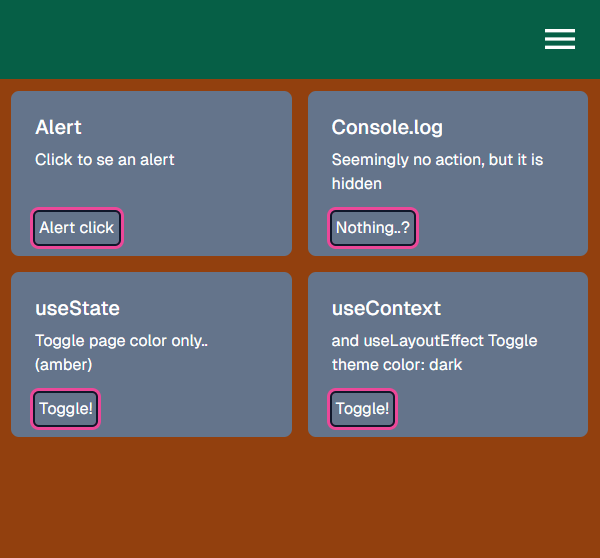 Alert
Click to se an alert
Alert click
Console.log
Seemingly no action, but it is
hidden
Nothing..?
useState
Toggle page color only..
(amber)
Toggle!
useContext
and useLayoutEffect Toggle
theme color: dark
Toggle!